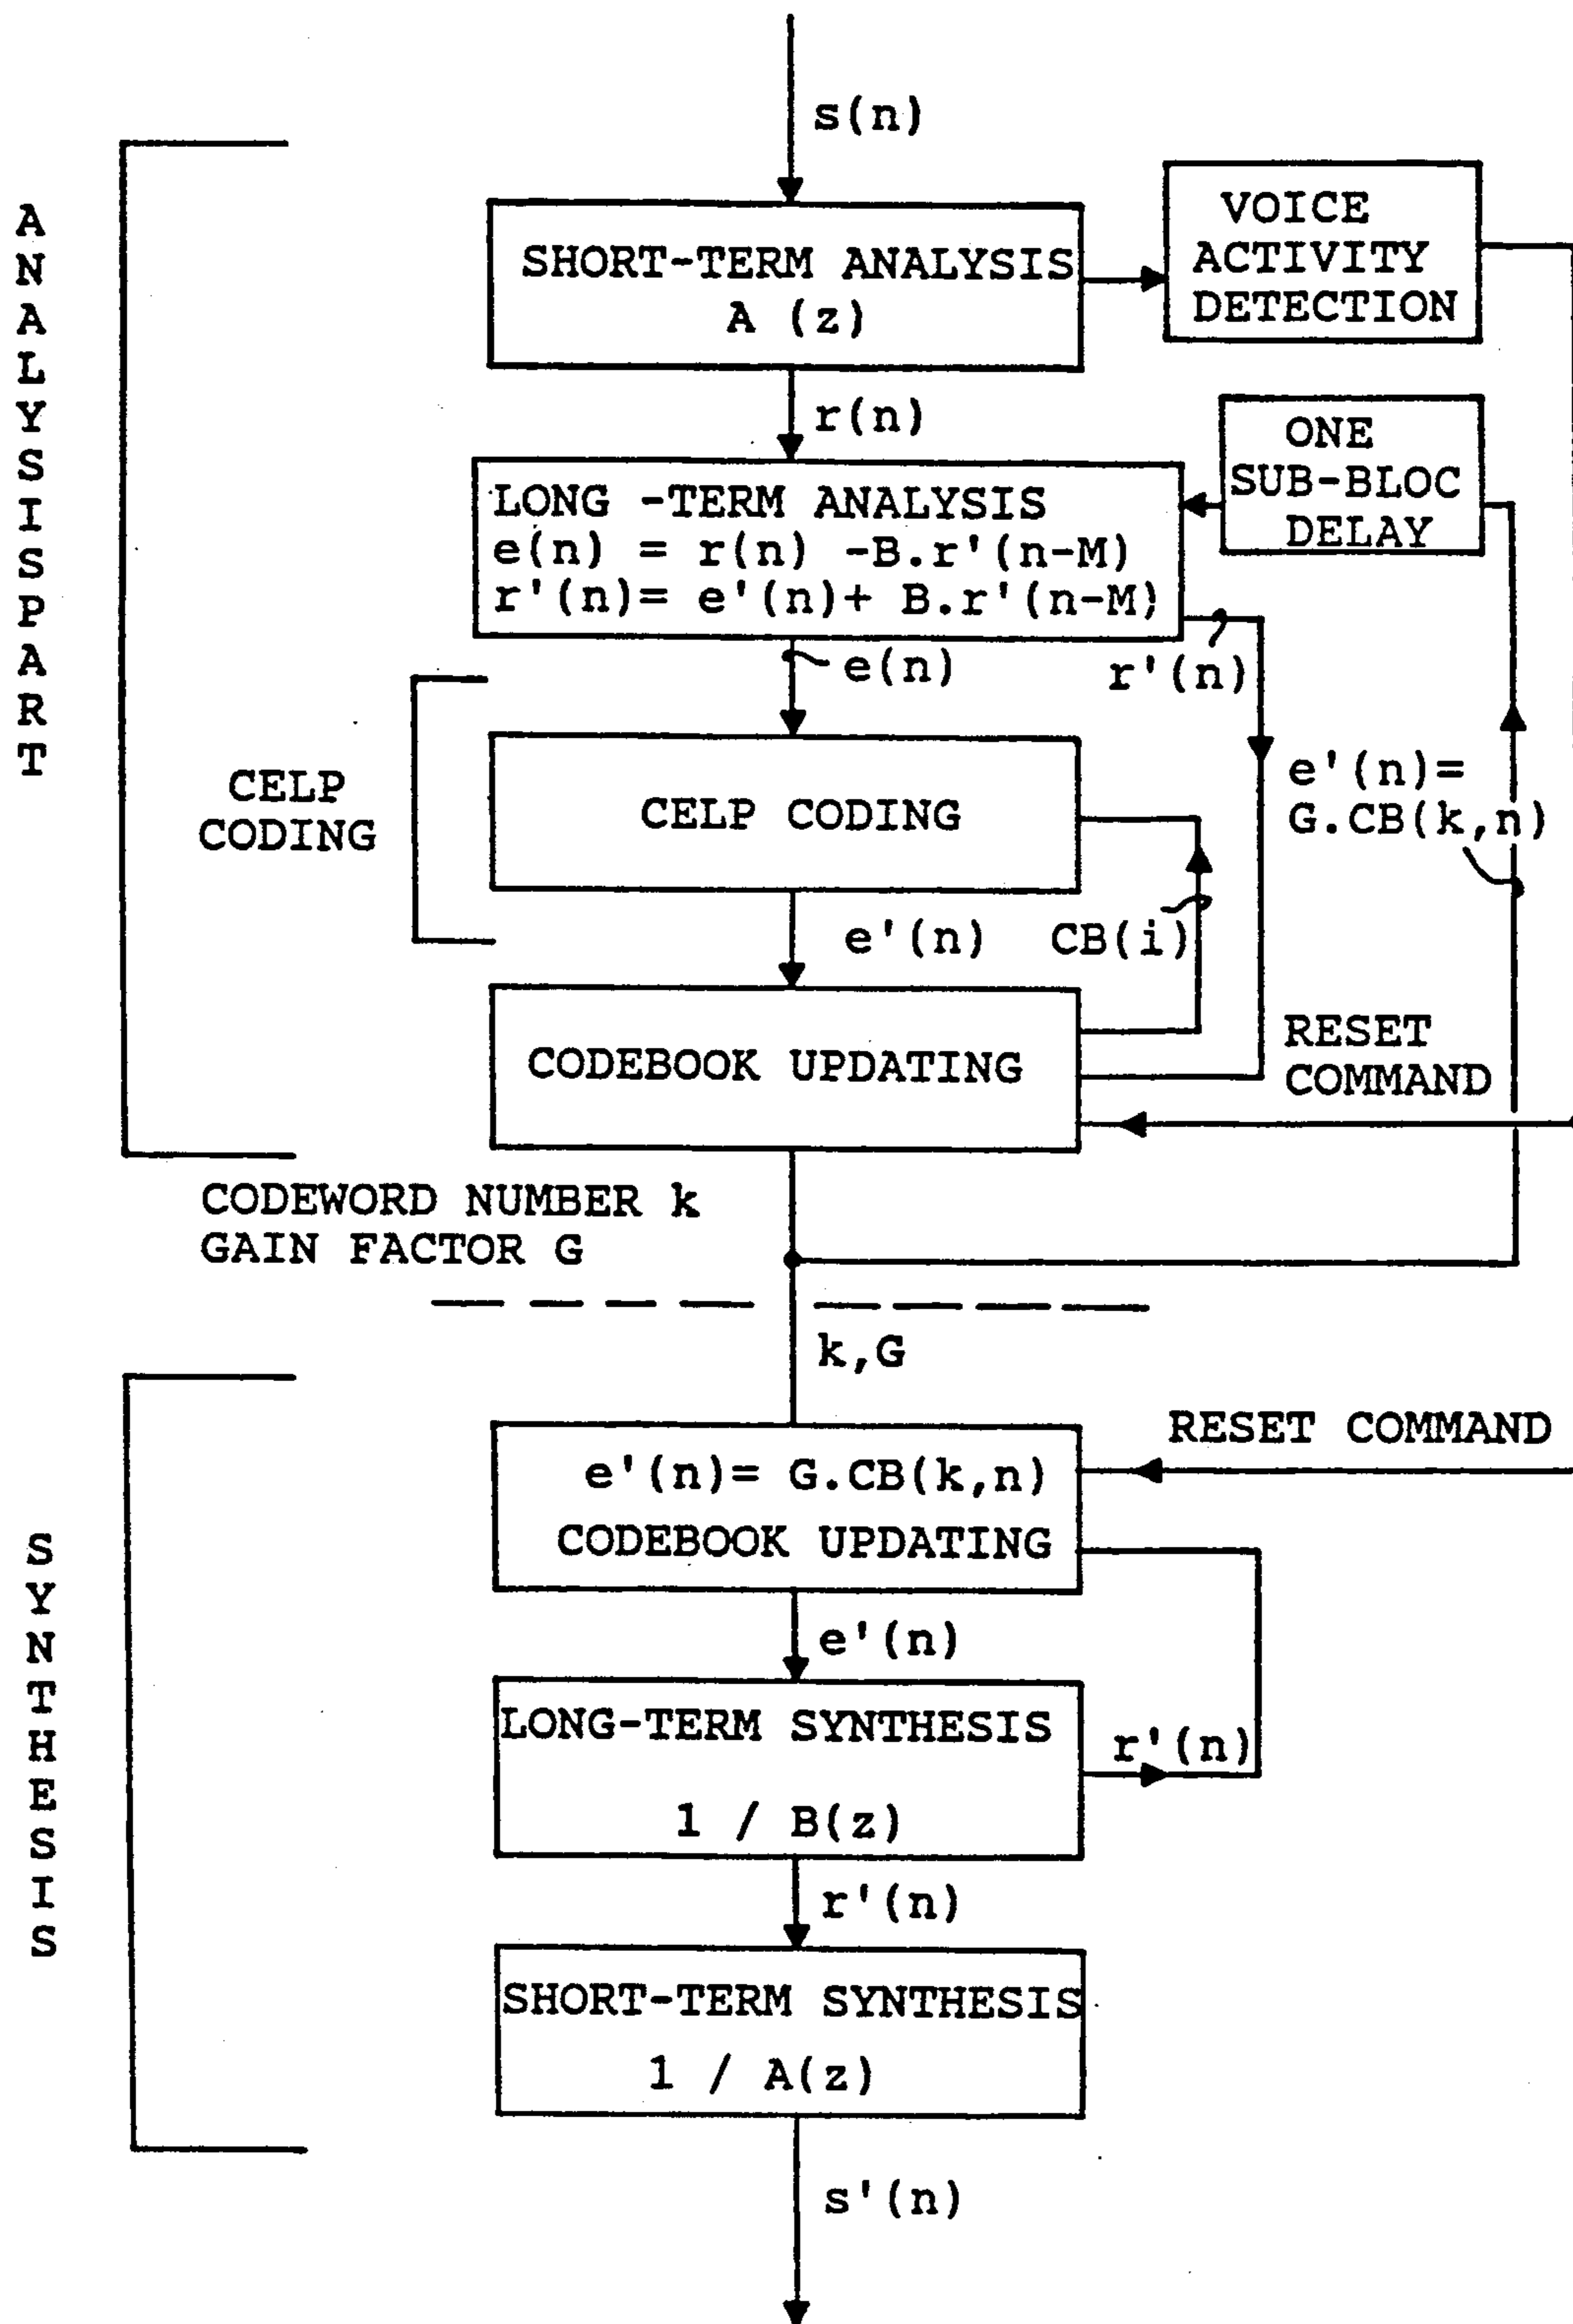 s(n)
ANALYSISPART
SHORT-TERM ANALYSIS
A (z)
VOICE
ACTIVITY
DETECTION
r(n)
ONE
SUB-BLOC
DELAY
LONG -TERM ANALYSIS
e(n) = r(n) -B.r'(n-M)
r'(n)= e'(n)+ B.r'(n-M)
e(n)
r'(n)
CELP
CODING
CELP CODING
e'(n)=
G.CB(k,n)
e'(n)
CB(i)
CODEBOOK UPDATING
RESET
COMMAND
CODEWORD NUMBER k
GAIN FACTOR G
k,G
SYNTHESIS
e'(n)= G.CB(k,n)
CODEBOOK UPDATING
RESET COMMAND
e'(n)
LONG-TERM SYNTHESIS
1 / B(z)
r'(n)
r'(n)
SHORT-TERM SYNTHESIS
1 / A(z)
s'(n)